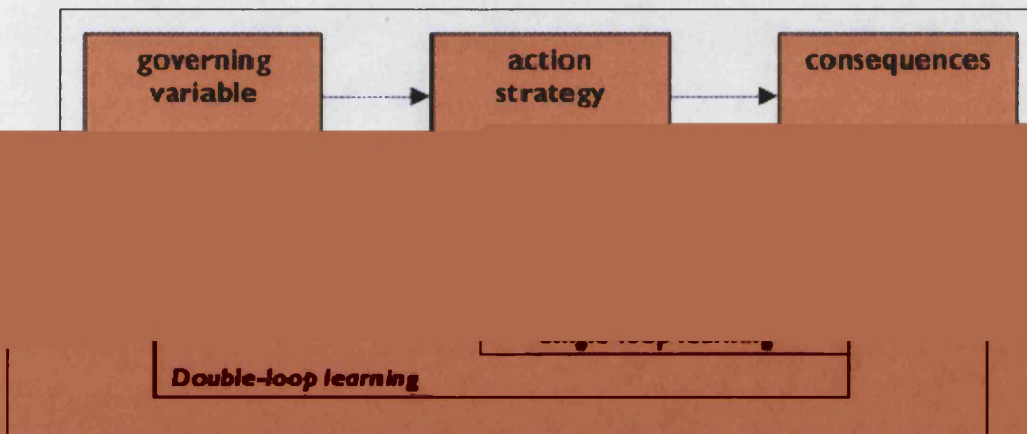 governing
variable
action
strategy
consequences
Double-loop learning